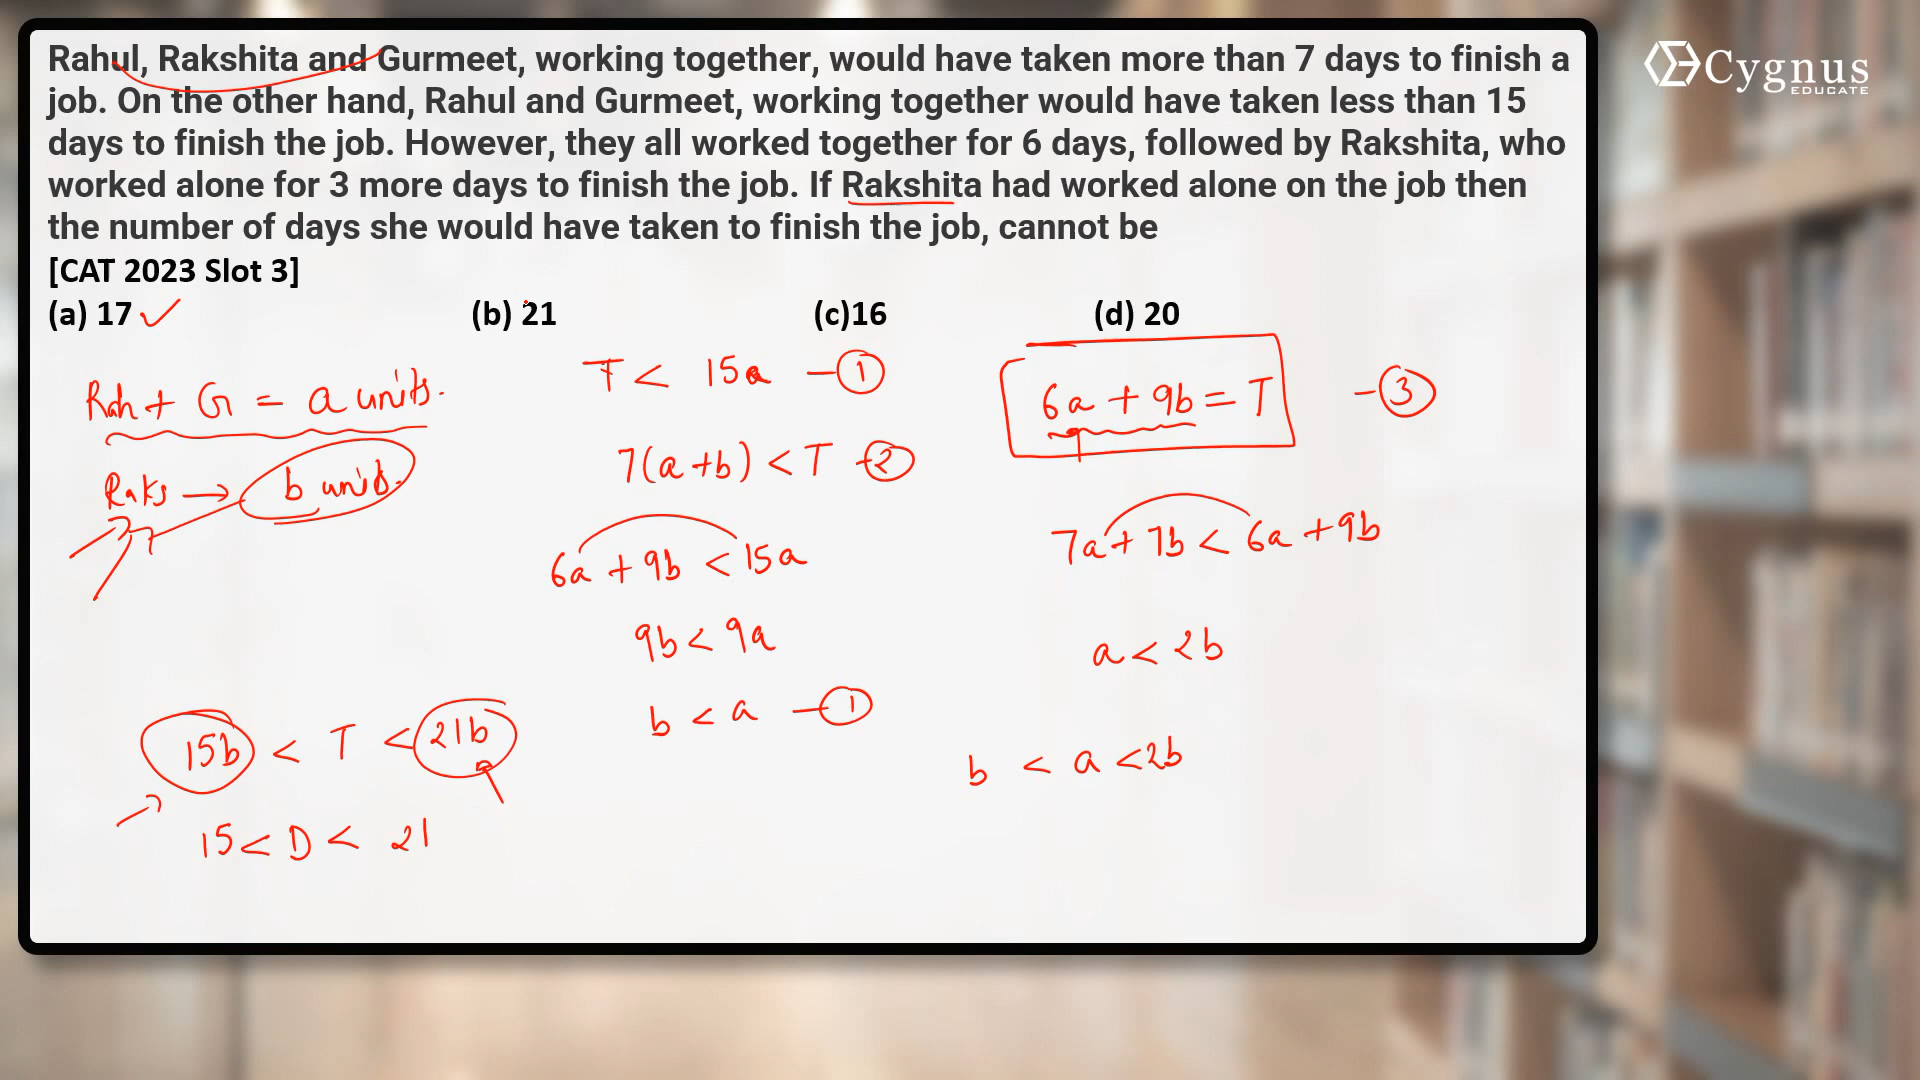 Rahul, Rakshita and Gurmeet, working together, would have taken more than 7 days to finish a
job. On the other hand, Rahul and Gurmeet, working together would have taken less than 15
days to finish the job. However, they all worked together for 6 days, followed by Rakshita, who
worked alone for 3 more days to finish the job. If Rakshita had worked alone on the job then
the number of days she would have taken to finish the job, cannot be
[CAT 2023 Slot 3]
(a) 17 ✓ (b) 21 (c)16 (d) 20
Cygnus
EDUCATE
Rah + G = a units.
Raks → b units.
T < 15a - ①
7(a+b) < T - ②
6a + 9b = T - ③
6a + 9b < 15a
9b < 9a
b < a - ①
7a + 7b < 6a + 9b
a < 2b
b < a < 2b
15b < T < 21b
15 < D < 21